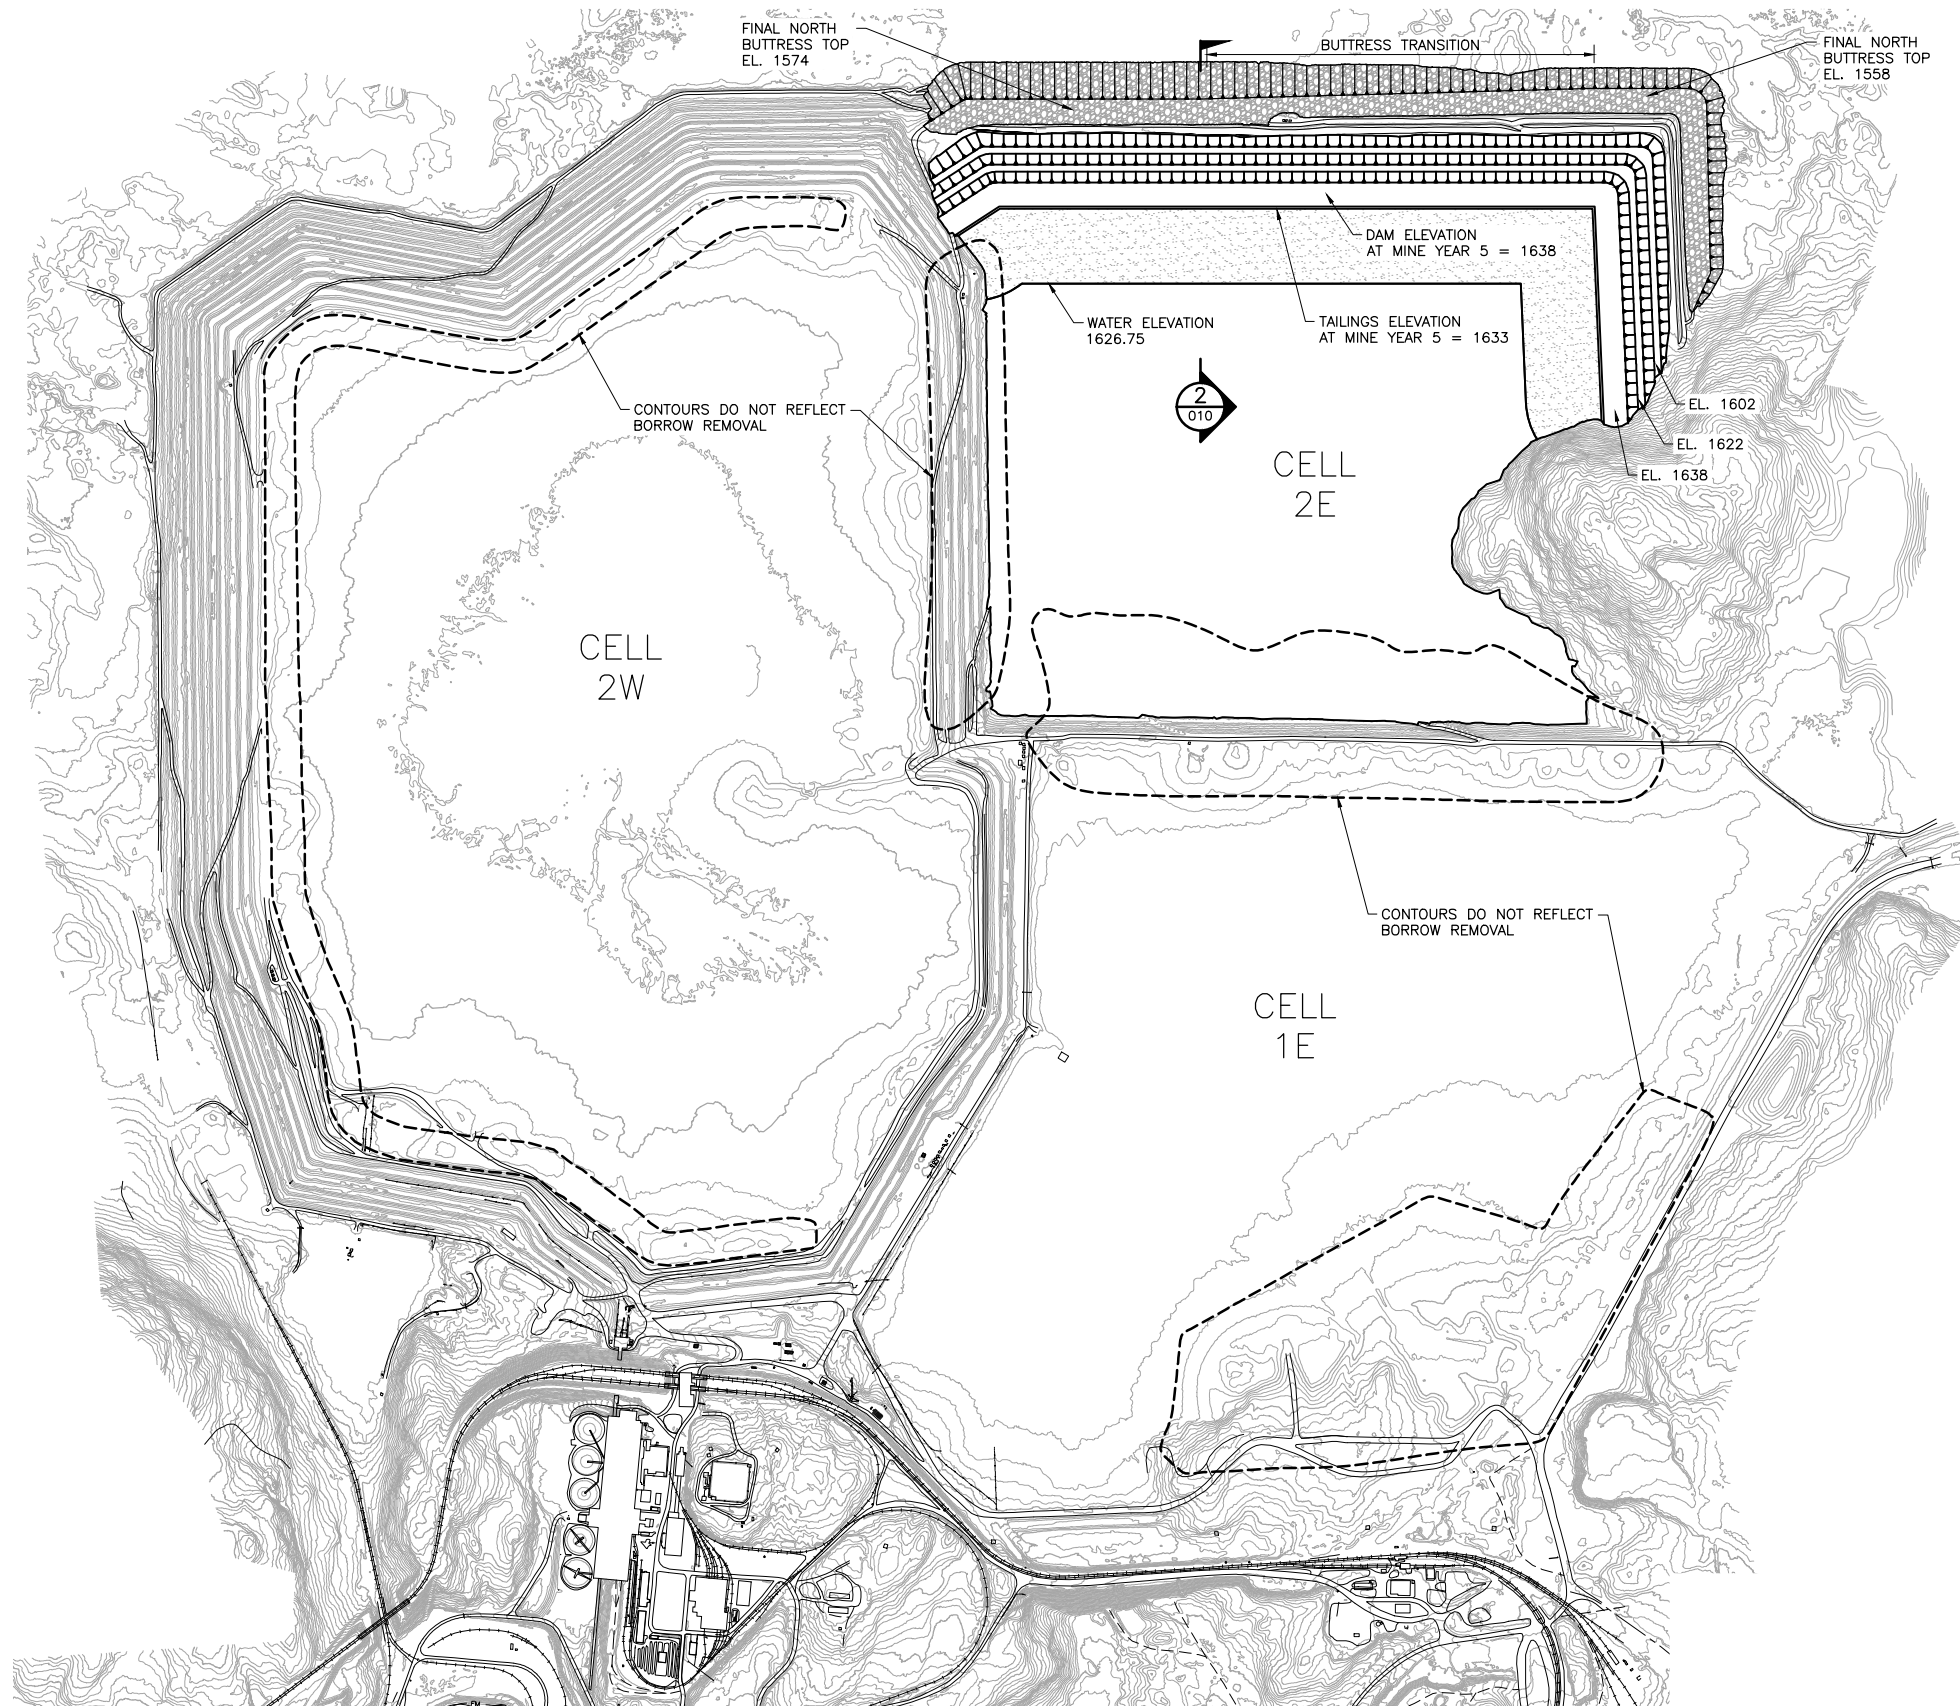 FINAL NORTH
BUTTRESS TOP
EL. 1574
BUTTRESS TRANSITION
FINAL NORTH
BUTTRESS TOP
EL. 1558
DAM ELEVATION
AT MINE YEAR 5 = 1638
WATER ELEVATION
1626.75
TAILINGS ELEVATION
AT MINE YEAR 5 = 1633
2
010
CONTOURS DO NOT REFLECT
BORROW REMOVAL
EL. 1602
EL. 1622
EL. 1638
CELL
2E
CELL
2W
CONTOURS DO NOT REFLECT
BORROW REMOVAL
CELL
1E